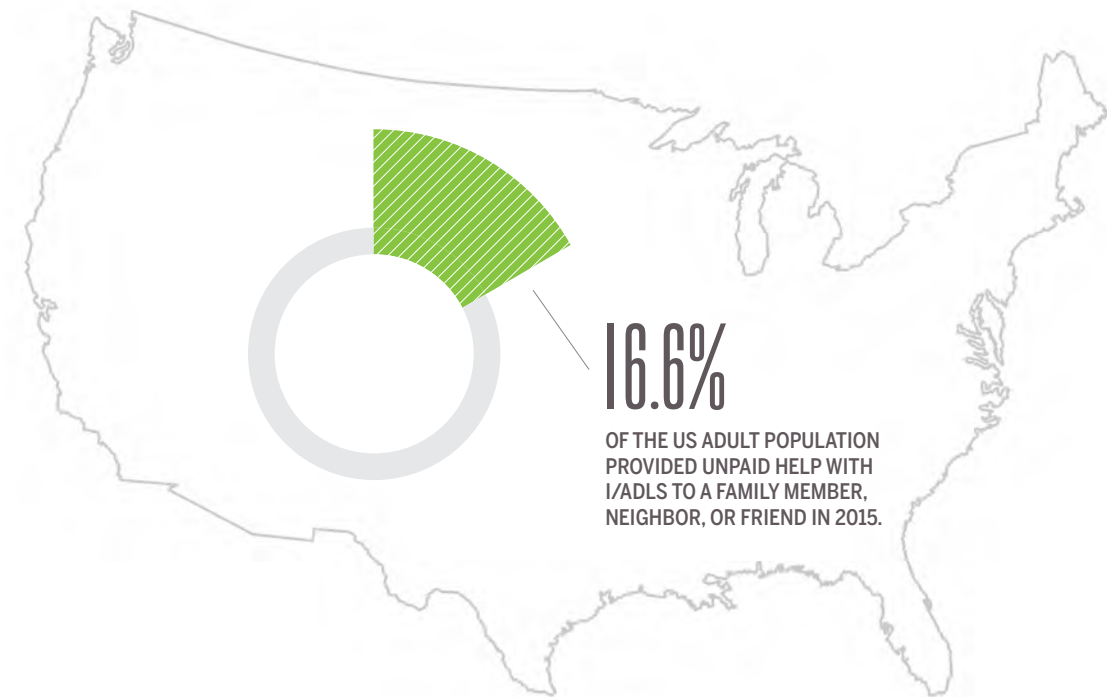 16.6%
OF THE US ADULT POPULATION
PROVIDED UNPAID HELP WITH
I/ADLS TO A FAMILY MEMBER,
NEIGHBOR, OR FRIEND IN 2015.